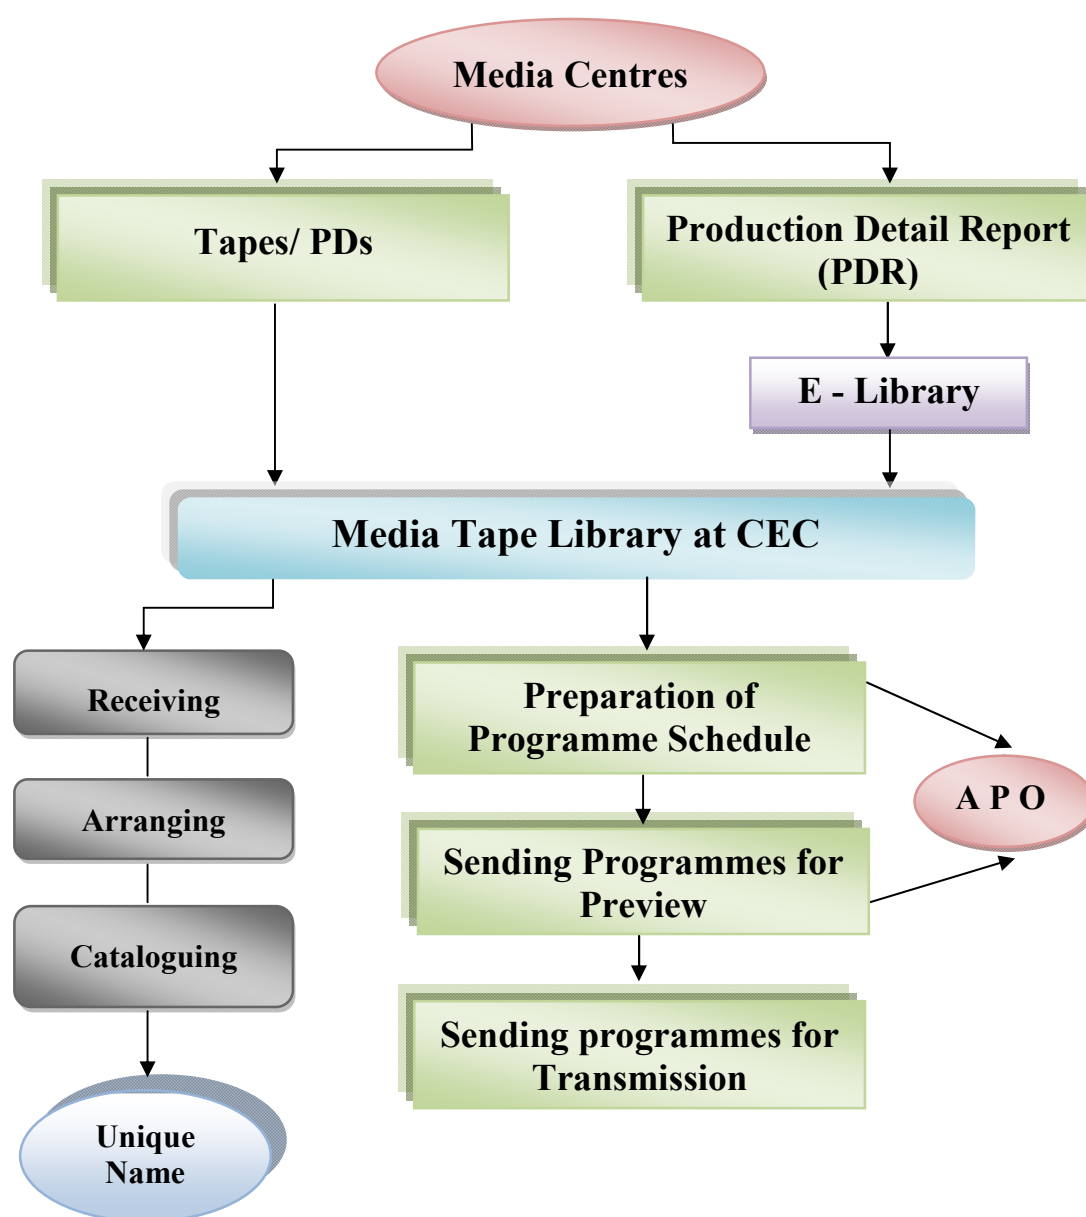 Media Centres
Tapes/ PDs
Production Detail Report
(PDR)
E - Library
Media Tape Library at CEC
Receiving
Arranging
Cataloguing
Unique
Name
Preparation of
Programme Schedule
Sending Programmes for
Preview
Sending programmes for
Transmission
A P O